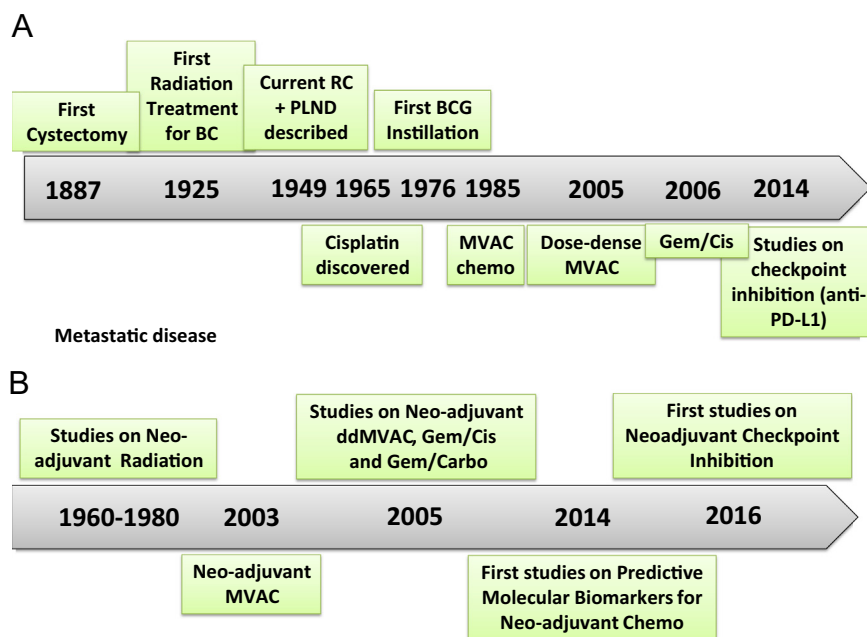 A
First
Radiation
Treatment
for BC
Current RC
+ PLND
described
First
Cystectomy
First BCG
Instillation
1887 1925 1949 1965 1976 1985 2005 2006 2014
Cisplatin
discovered
MVAC
chemo
Dose-dense
MVAC
Gem/Cis
Studies on
checkpoint
inhibition (anti-
PD-L1)
Metastatic disease
B
Studies on Neo-
adjuvant Radiation
Studies on Neo-adjuvant
ddMVAC, Gem/Cis
and Gem/Carbo
First studies on
Neoadjuvant Checkpoint
Inhibition
1960-1980 2003 2005 2014 2016
Neo-adjuvant
MVAC
First studies on Predictive
Molecular Biomarkers for
Neo-adjuvant Chemo